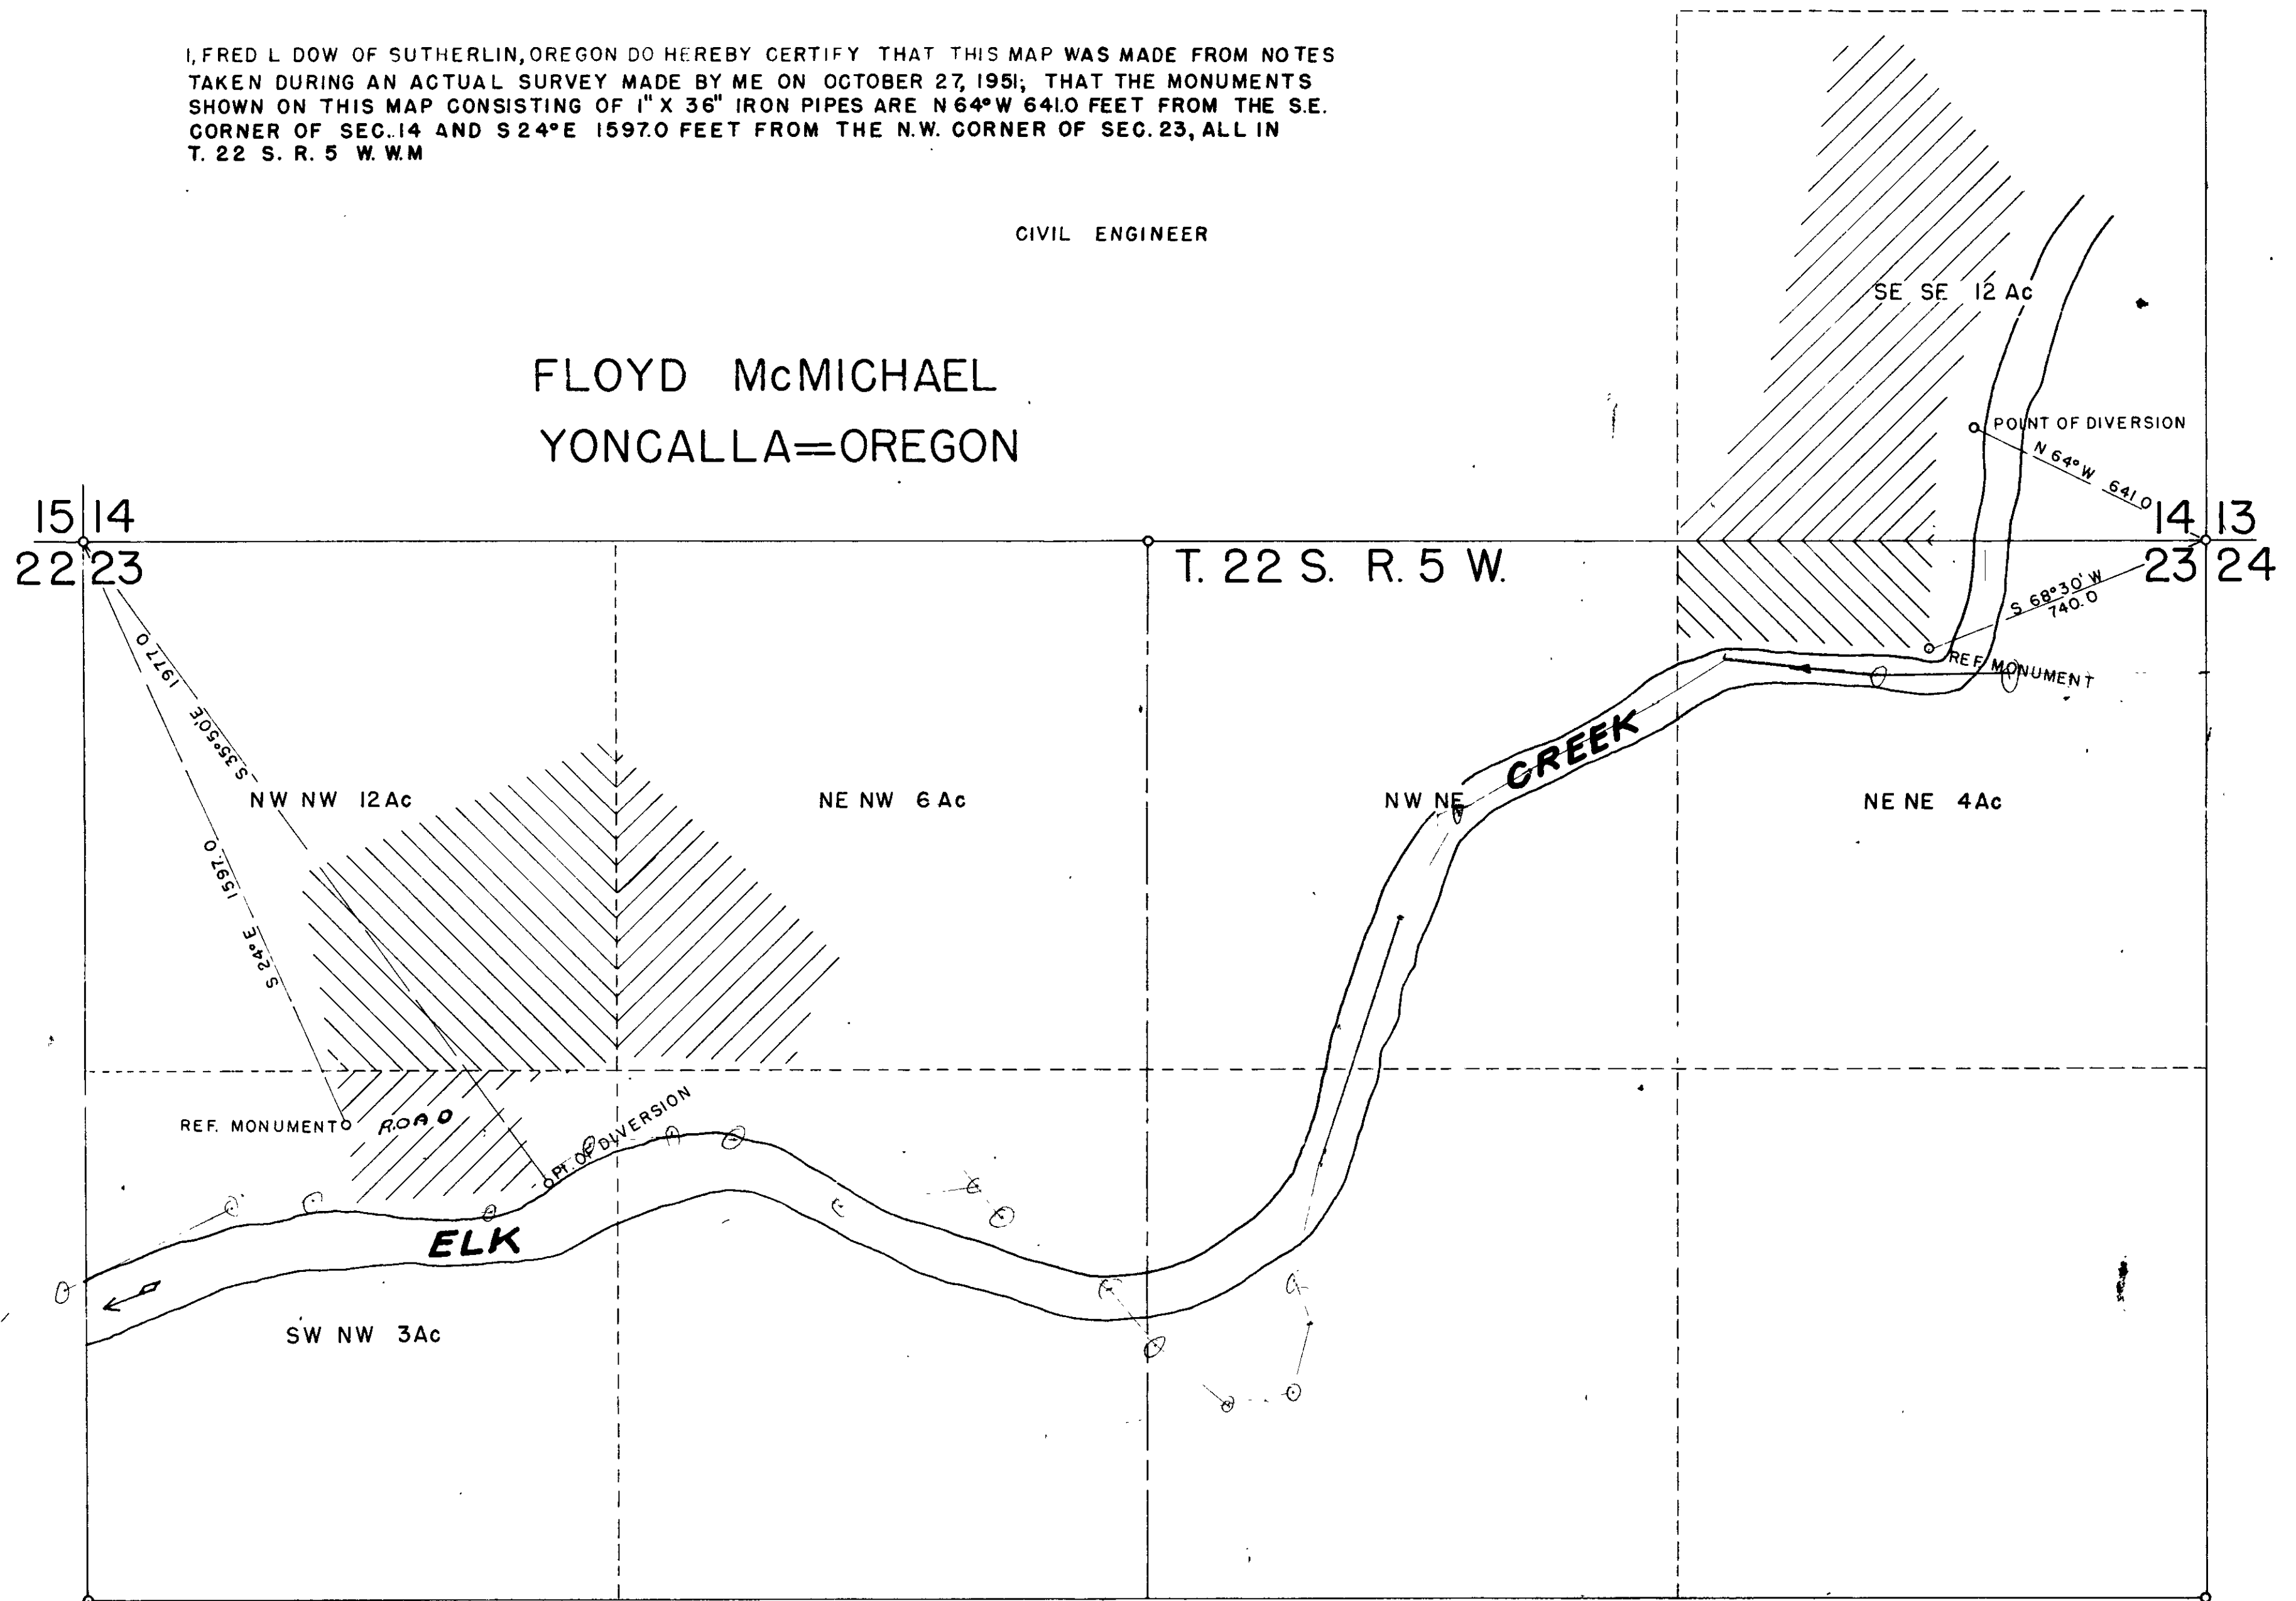 I, FRED L DOW OF SUTHERLIN, OREGON DO HEREBY CERTIFY THAT THIS MAP WAS MADE FROM NOTES
TAKEN DURING AN ACTUAL SURVEY MADE BY ME ON OCTOBER 27, 1951; THAT THE MONUMENTS
SHOWN ON THIS MAP CONSISTING OF 1" X 36" IRON PIPES ARE N 64° W 641.0 FEET FROM THE S.E.
CORNER OF SEC. 14 AND S 24° E 1597.0 FEET FROM THE N.W. CORNER OF SEC. 23, ALL IN
T. 22 S. R. 5 W. W.M
CIVIL ENGINEER
SE SE 12 Ac
FLOYD McMICHAEL
YONCALLA=OREGON
POINT OF DIVERSION
N 64° W 641.0
15 14
22 23
14 13
23 24
T. 22 S. R. 5 W.
S 68°30' W
740.0
REF. MONUMENT
1977.0 S 35°50'E
CREEK
NW NW 12 Ac
NE NW 6 Ac
NW NE
NE NE 4 Ac
1597.0 S 24° E
REF. MONUMENT
ROAD
PT. OF DIVERSION
ELK
SW NW 3 Ac